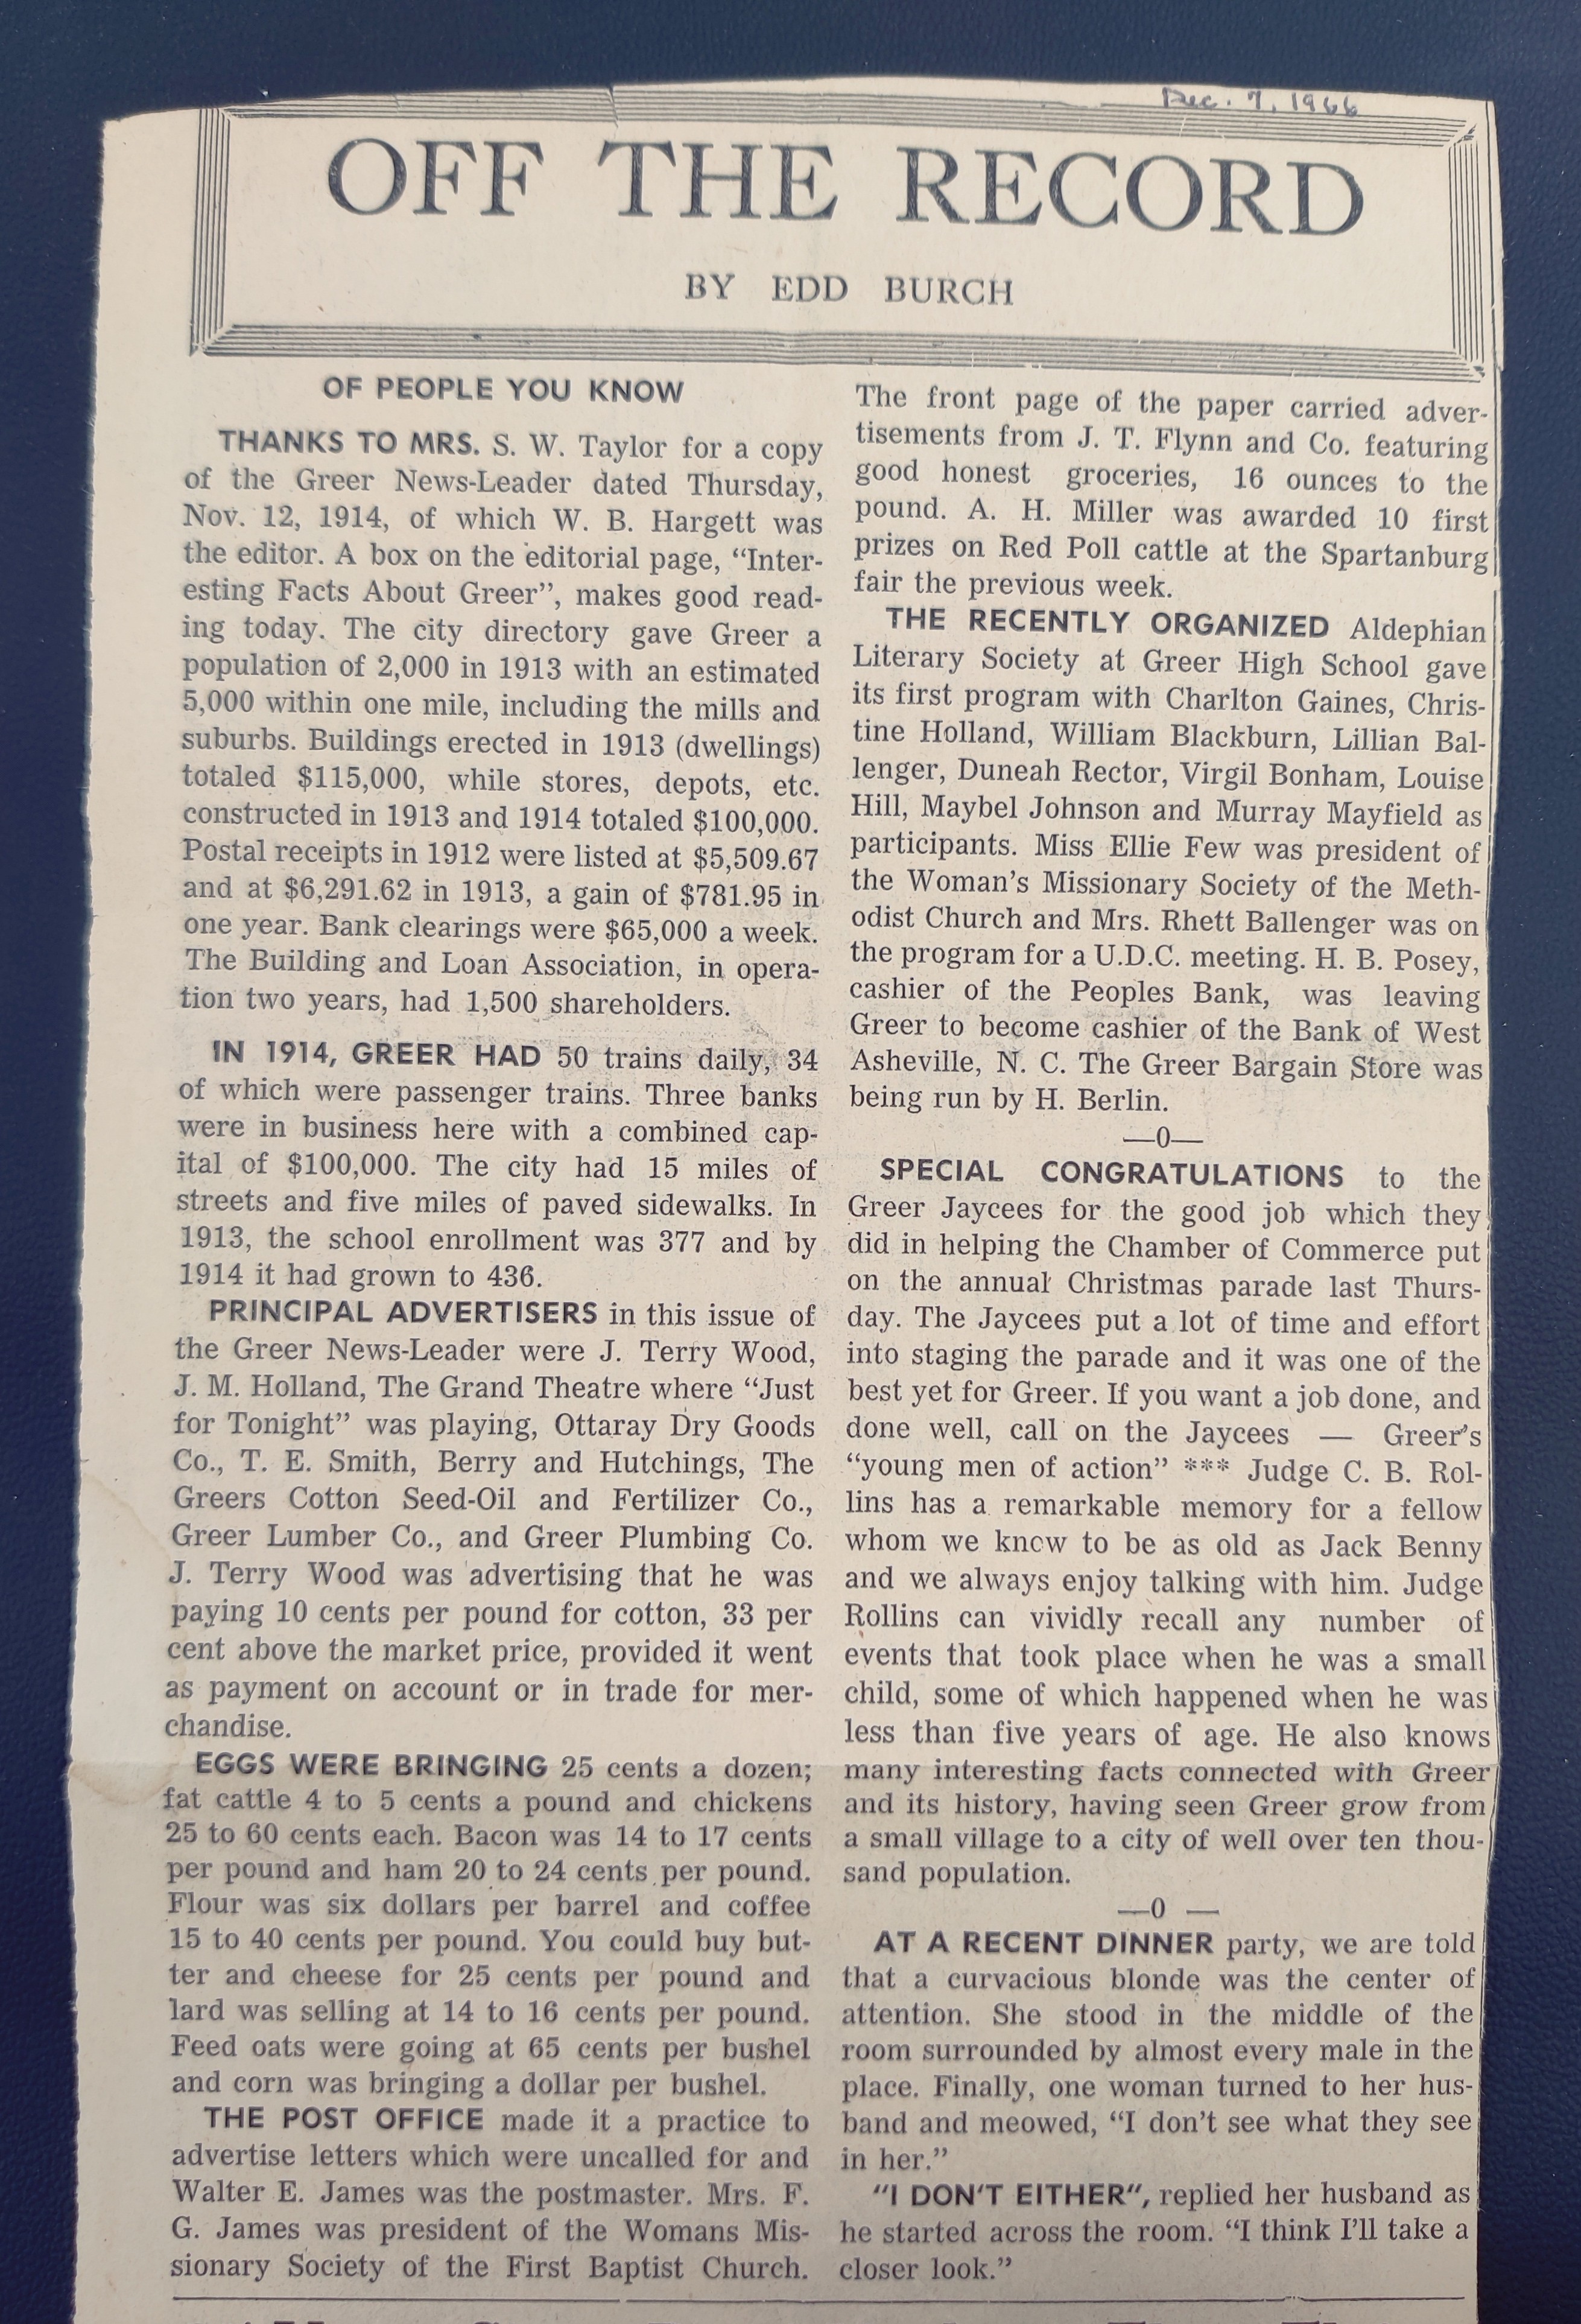 Dec. 7, 1966
OFF THE RECORD
BY EDD BURCH
OF PEOPLE YOU KNOW
THANKS TO MRS. S. W. Taylor for a copy
of the Greer News-Leader dated Thursday,
Nov. 12, 1914, of which W. B. Hargett was
the editor. A box on the editorial page, “Inter-
esting Facts About Greer”, makes good read-
ing today. The city directory gave Greer a
population of 2,000 in 1913 with an estimated
5,000 within one mile, including the mills and
suburbs. Buildings erected in 1913 (dwellings)
totaled $115,000, while stores, depots, etc.
constructed in 1913 and 1914 totaled $100,000.
Postal receipts in 1912 were listed at $5,509.67
and at $6,291.62 in 1913, a gain of $781.95 in
one year. Bank clearings were $65,000 a week.
The Building and Loan Association, in opera-
tion two years, had 1,500 shareholders.
IN 1914, GREER HAD 50 trains daily, 34
of which were passenger trains. Three banks
were in business here with a combined cap-
ital of $100,000. The city had 15 miles of
streets and five miles of paved sidewalks. In
1913, the school enrollment was 377 and by
1914 it had grown to 436.
PRINCIPAL ADVERTISERS in this issue of
the Greer News-Leader were J. Terry Wood,
J. M. Holland, The Grand Theatre where “Just
for Tonight” was playing, Ottaray Dry Goods
Co., T. E. Smith, Berry and Hutchings, The
Greers Cotton Seed-Oil and Fertilizer Co.,
Greer Lumber Co., and Greer Plumbing Co.
J. Terry Wood was advertising that he was
paying 10 cents per pound for cotton, 33 per
cent above the market price, provided it went
as payment on account or in trade for mer-
chandise.
EGGS WERE BRINGING 25 cents a dozen;
fat cattle 4 to 5 cents a pound and chickens
25 to 60 cents each. Bacon was 14 to 17 cents
per pound and ham 20 to 24 cents per pound.
Flour was six dollars per barrel and coffee
15 to 40 cents per pound. You could buy but-
ter and cheese for 25 cents per pound and
lard was selling at 14 to 16 cents per pound.
Feed oats were going at 65 cents per bushel
and corn was bringing a dollar per bushel.
THE POST OFFICE made it a practice to
advertise letters which were uncalled for and
Walter E. James was the postmaster. Mrs. F.
G. James was president of the Womans Mis-
sionary Society of the First Baptist Church.
The front page of the paper carried adver-
tisements from J. T. Flynn and Co. featuring
good honest groceries, 16 ounces to the
pound. A. H. Miller was awarded 10 first
prizes on Red Poll cattle at the Spartanburg
fair the previous week.
THE RECENTLY ORGANIZED Aldephian
Literary Society at Greer High School gave
its first program with Charlton Gaines, Chris-
tine Holland, William Blackburn, Lillian Bal-
lenger, Duneah Rector, Virgil Bonham, Louise
Hill, Maybel Johnson and Murray Mayfield as
participants. Miss Ellie Few was president of
the Woman’s Missionary Society of the Meth-
odist Church and Mrs. Rhett Ballenger was on
the program for a U.D.C. meeting. H. B. Posey,
cashier of the Peoples Bank, was leaving
Greer to become cashier of the Bank of West
Asheville, N. C. The Greer Bargain Store was
being run by H. Berlin.
—0—
SPECIAL CONGRATULATIONS to the
Greer Jaycees for the good job which they
did in helping the Chamber of Commerce put
on the annual Christmas parade last Thurs-
day. The Jaycees put a lot of time and effort
into staging the parade and it was one of the
best yet for Greer. If you want a job done, and
done well, call on the Jaycees — Greer’s
“young men of action” *** Judge C. B. Rol-
lins has a remarkable memory for a fellow
whom we know to be as old as Jack Benny
and we always enjoy talking with him. Judge
Rollins can vividly recall any number of
events that took place when he was a small
child, some of which happened when he was
less than five years of age. He also knows
many interesting facts connected with Greer
and its history, having seen Greer grow from
a small village to a city of well over ten thou-
sand population.
—0 —
AT A RECENT DINNER party, we are told
that a curvacious blonde was the center of
attention. She stood in the middle of the
room surrounded by almost every male in the
place. Finally, one woman turned to her hus-
band and meowed, “I don’t see what they see
in her.”
“I DON’T EITHER”, replied her husband as
he started across the room. “I think I’ll take a
closer look.”